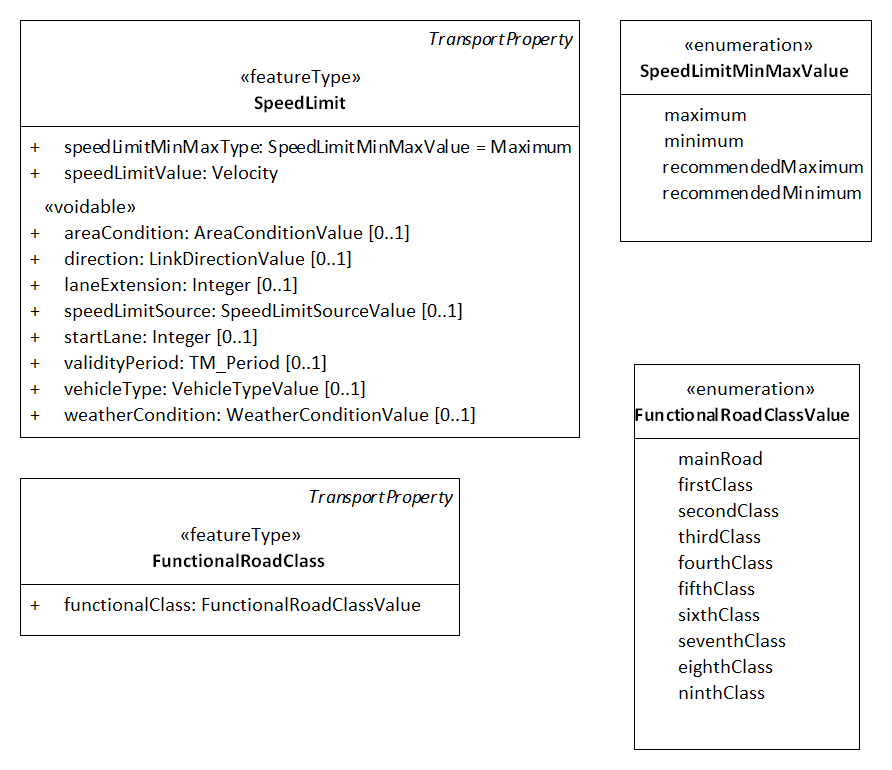 TransportProperty
«featureType»
SpeedLimit
+ speedLimitMinMaxType: SpeedLimitMinMaxValue = Maximum
+ speedLimitValue: Velocity
«voidable»
+ areaCondition: AreaConditionValue [0..1]
+ direction: LinkDirectionValue [0..1]
+ laneExtension: Integer [0..1]
+ speedLimitSource: SpeedLimitSourceValue [0..1]
+ startLane: Integer [0..1]
+ validityPeriod: TM_Period [0..1]
+ vehicleType: VehicleTypeValue [0..1]
+ weatherCondition: WeatherConditionValue [0..1]
«enumeration»
SpeedLimitMinMaxValue
maximum
minimum
recommendedMaximum
recommendedMinimum
TransportProperty
«featureType»
FunctionalRoadClass
+ functionalClass: FunctionalRoadClassValue
«enumeration»
FunctionalRoadClassValue
mainRoad
firstClass
secondClass
thirdClass
fourthClass
fifthClass
sixthClass
seventhClass
eighthClass
ninthClass